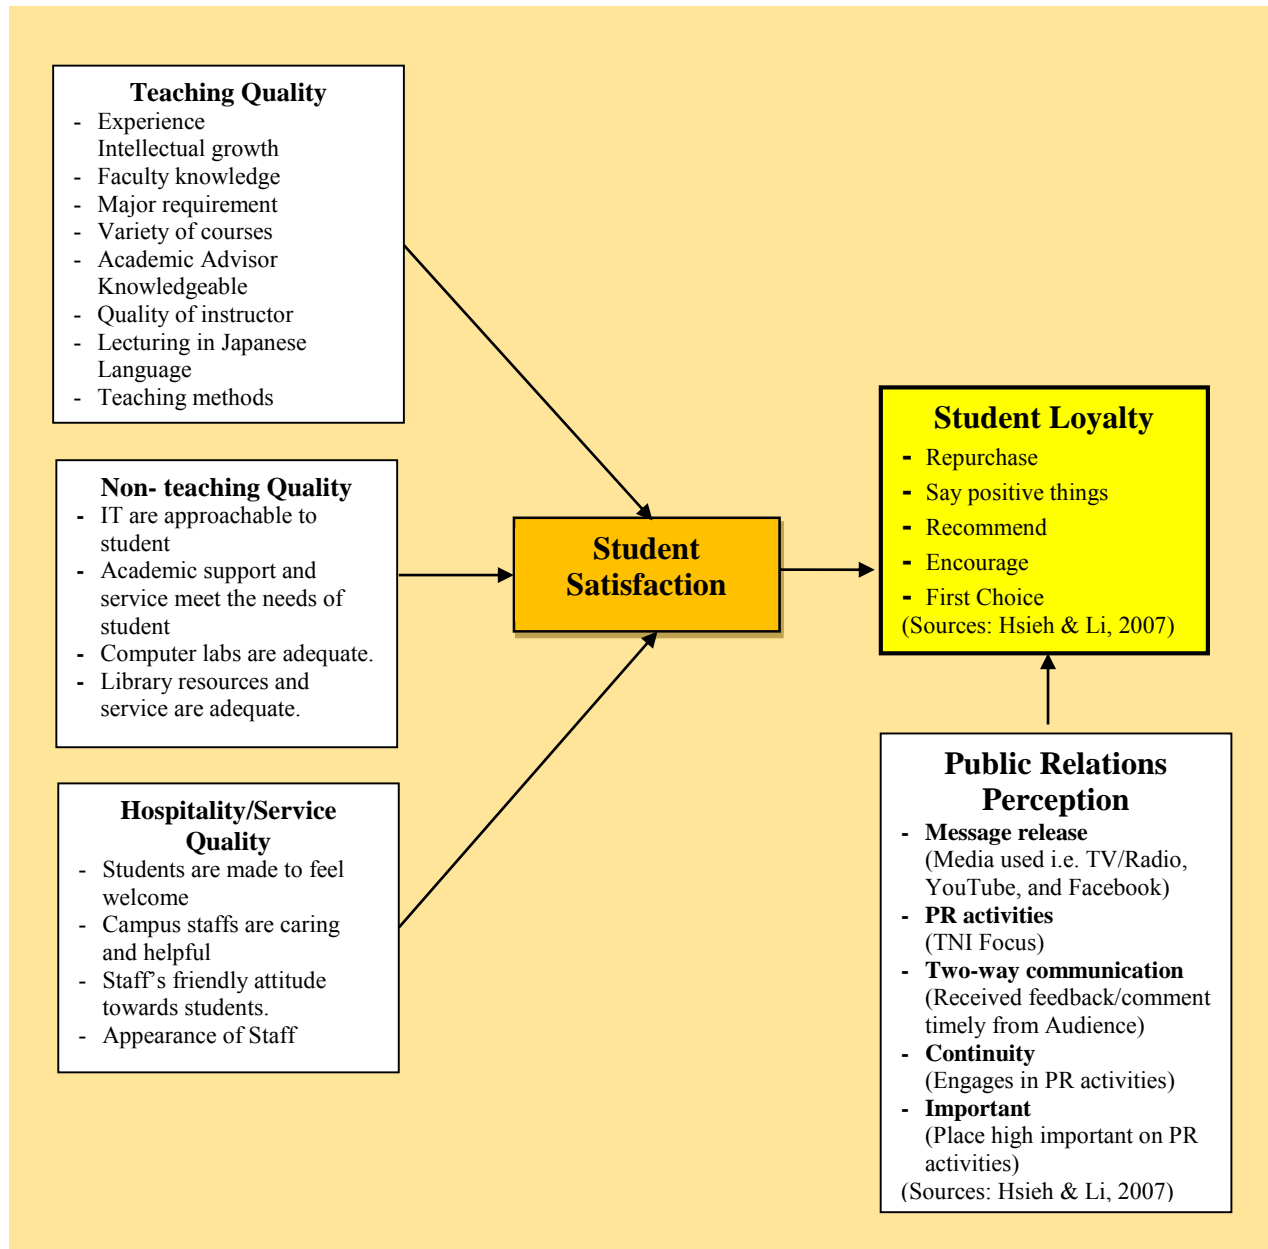 Teaching Quality
- Experience
Intellectual growth
- Faculty knowledge
- Major requirement
- Variety of courses
- Academic Advisor
Knowledgeable
- Quality of instructor
- Lecturing in Japanese
Language
- Teaching methods
Non- teaching Quality
- IT are approachable to
student
- Academic support and
service meet the needs of
student
- Computer labs are adequate.
- Library resources and
service are adequate.
Hospitality/Service
Quality
- Students are made to feel
welcome
- Campus staffs are caring
and helpful
- Staff’s friendly attitude
towards students.
- Appearance of Staff
Student
Satisfaction
Student Loyalty
- Repurchase
- Say positive things
- Recommend
- Encourage
- First Choice
(Sources: Hsieh & Li, 2007)
Public Relations
Perception
- Message release
(Media used i.e. TV/Radio,
YouTube, and Facebook)
- PR activities
(TNI Focus)
- Two-way communication
(Received feedback/comment
timely from Audience)
- Continuity
(Engages in PR activities)
- Important
(Place high important on PR
activities)
(Sources: Hsieh & Li, 2007)